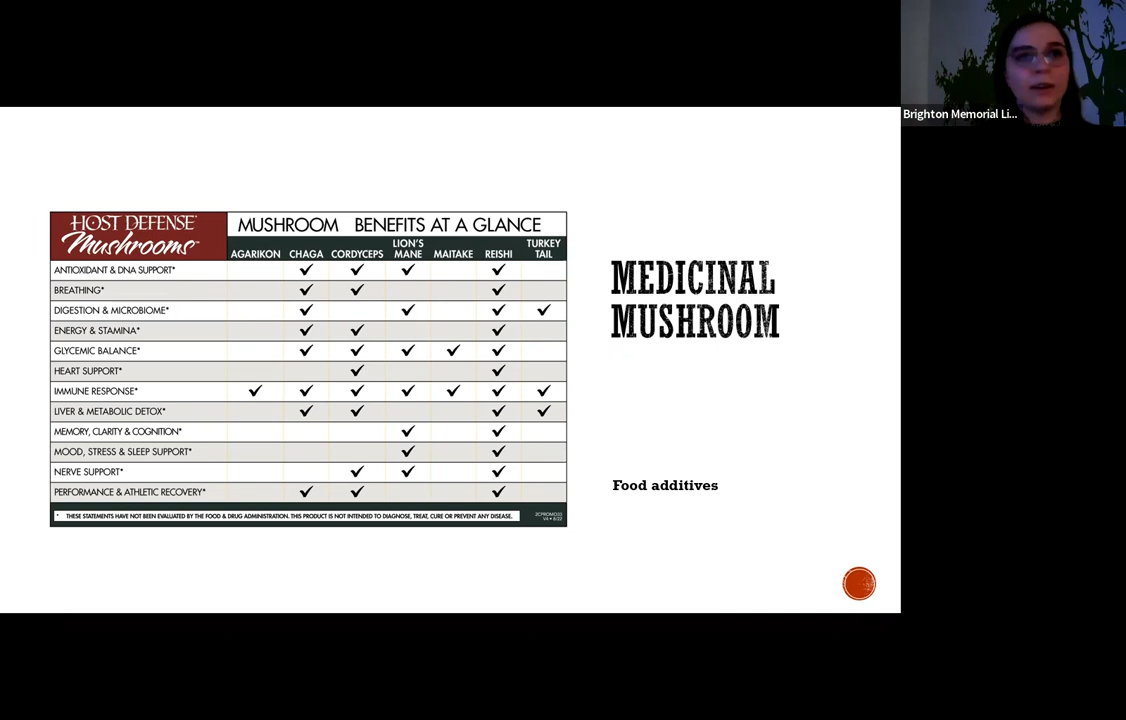 Brighton Memorial Li...
HOST DEFENSE
Mushrooms™
MUSHROOM BENEFITS AT A GLANCE
AGARIKON CHAGA CORDYCEPS LION'S MANE MAITAKE REISHI TURKEY TAIL
ANTIOXIDANT & DNA SUPPORT* ✓ ✓ ✓ ✓
BREATHING* ✓ ✓ ✓
DIGESTION & MICROBIOME* ✓ ✓ ✓ ✓
ENERGY & STAMINA* ✓ ✓ ✓
GLYCEMIC BALANCE* ✓ ✓ ✓ ✓ ✓
HEART SUPPORT* ✓ ✓
IMMUNE RESPONSE* ✓ ✓ ✓ ✓ ✓ ✓ ✓
LIVER & METABOLIC DETOX* ✓ ✓ ✓ ✓
MEMORY, CLARITY & COGNITION* ✓ ✓
MOOD, STRESS & SLEEP SUPPORT* ✓ ✓
NERVE SUPPORT* ✓ ✓ ✓
PERFORMANCE & ATHLETIC RECOVERY* ✓ ✓ ✓
* THESE STATEMENTS HAVE NOT BEEN EVALUATED BY THE FOOD & DRUG ADMINISTRATION. THIS PRODUCT IS NOT INTENDED TO DIAGNOSE, TREAT, CURE OR PREVENT ANY DISEASE.
MEDICINAL
MUSHROOM
Food additives